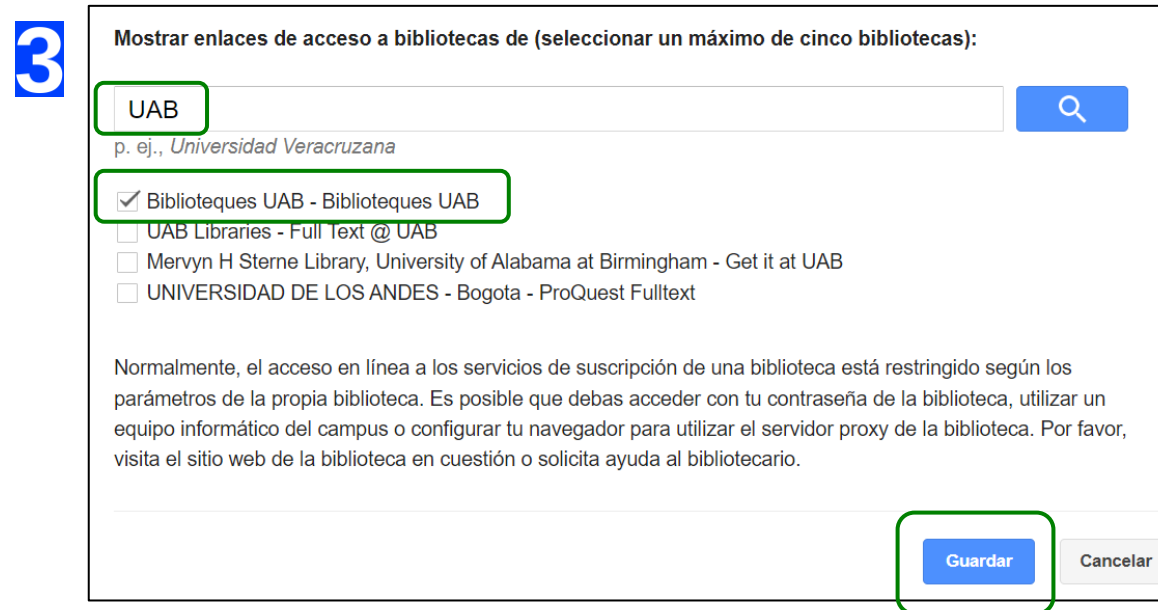 3
Mostrar enlaces de acceso a bibliotecas de (seleccionar un máximo de cinco bibliotecas):
UAB
p. ej., Universidad Veracruzana
Biblioteques UAB - Biblioteques UAB
UAB Libraries - Full Text @ UAB
Mervyn H Sterne Library, University of Alabama at Birmingham - Get it at UAB
UNIVERSIDAD DE LOS ANDES - Bogota - ProQuest Fulltext
Normalmente, el acceso en línea a los servicios de suscripción de una biblioteca está restringido según los
parámetros de la propia biblioteca. Es posible que debas acceder con tu contraseña de la biblioteca, utilizar un
equipo informático del campus o configurar tu navegador para utilizar el servidor proxy de la biblioteca. Por favor,
visita el sitio web de la biblioteca en cuestión o solicita ayuda al bibliotecario.
Guardar Cancelar